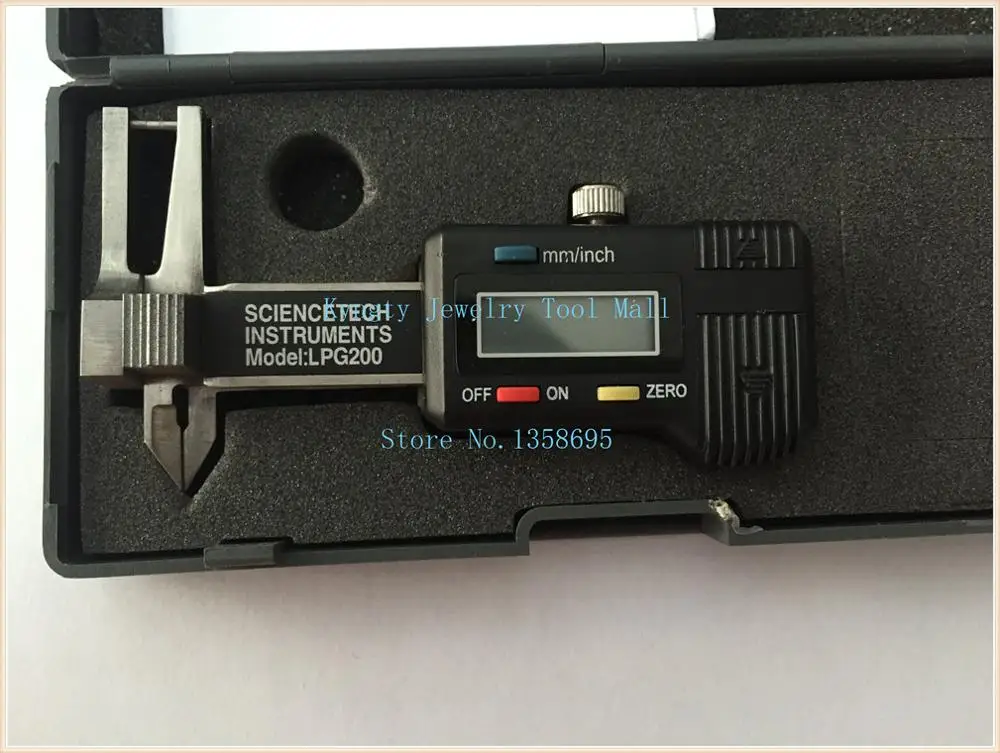 mm/inch
SCIENCETECH
INSTRUMENTS
Model:LPG200
Jewelry Tool Mall
OFF ON ZERO
Store No.1358695